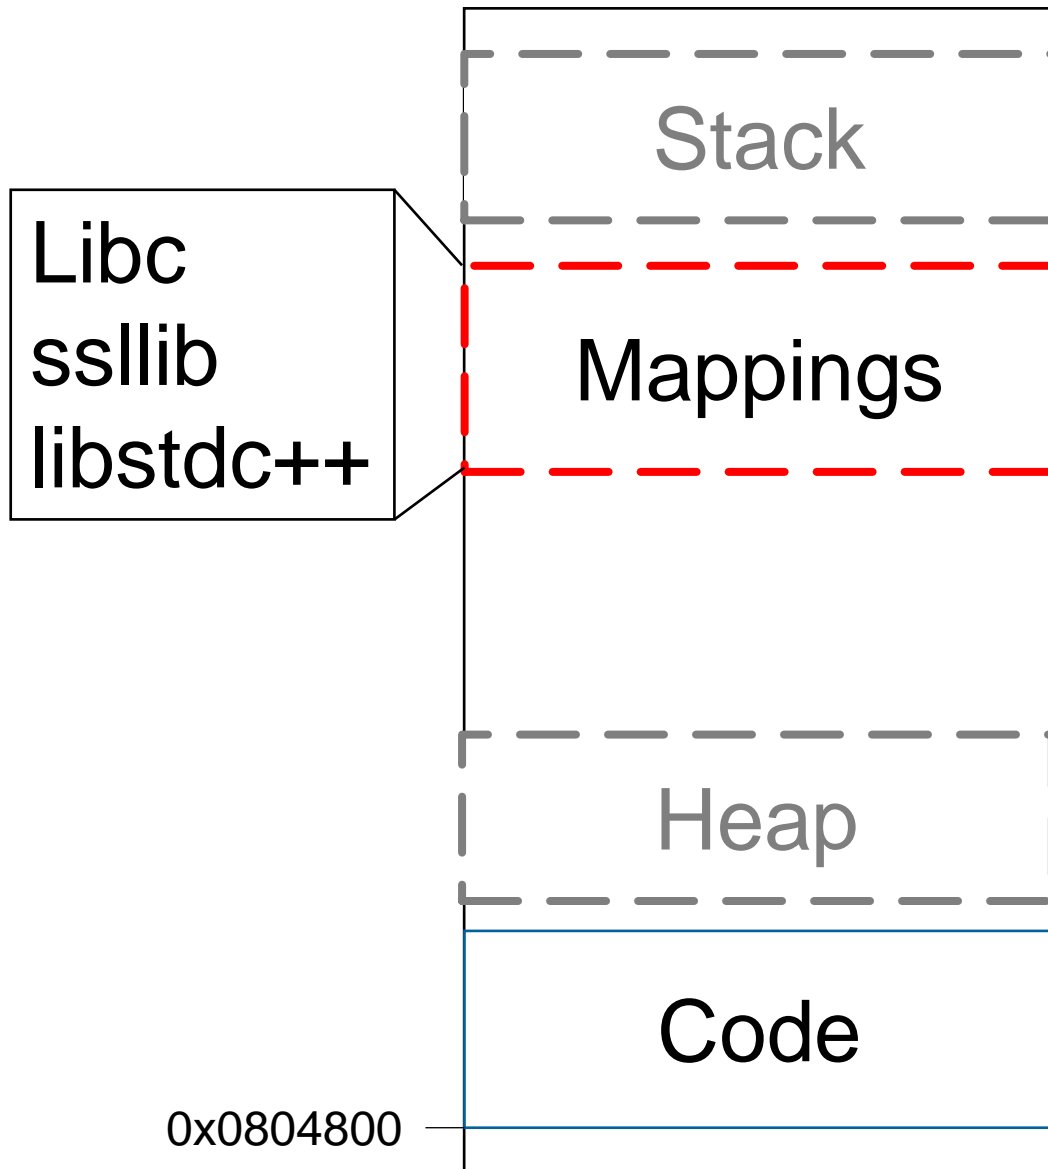 Stack
Libc
ssllib
libstdc++
Mappings
Heap
Code
0x0804800